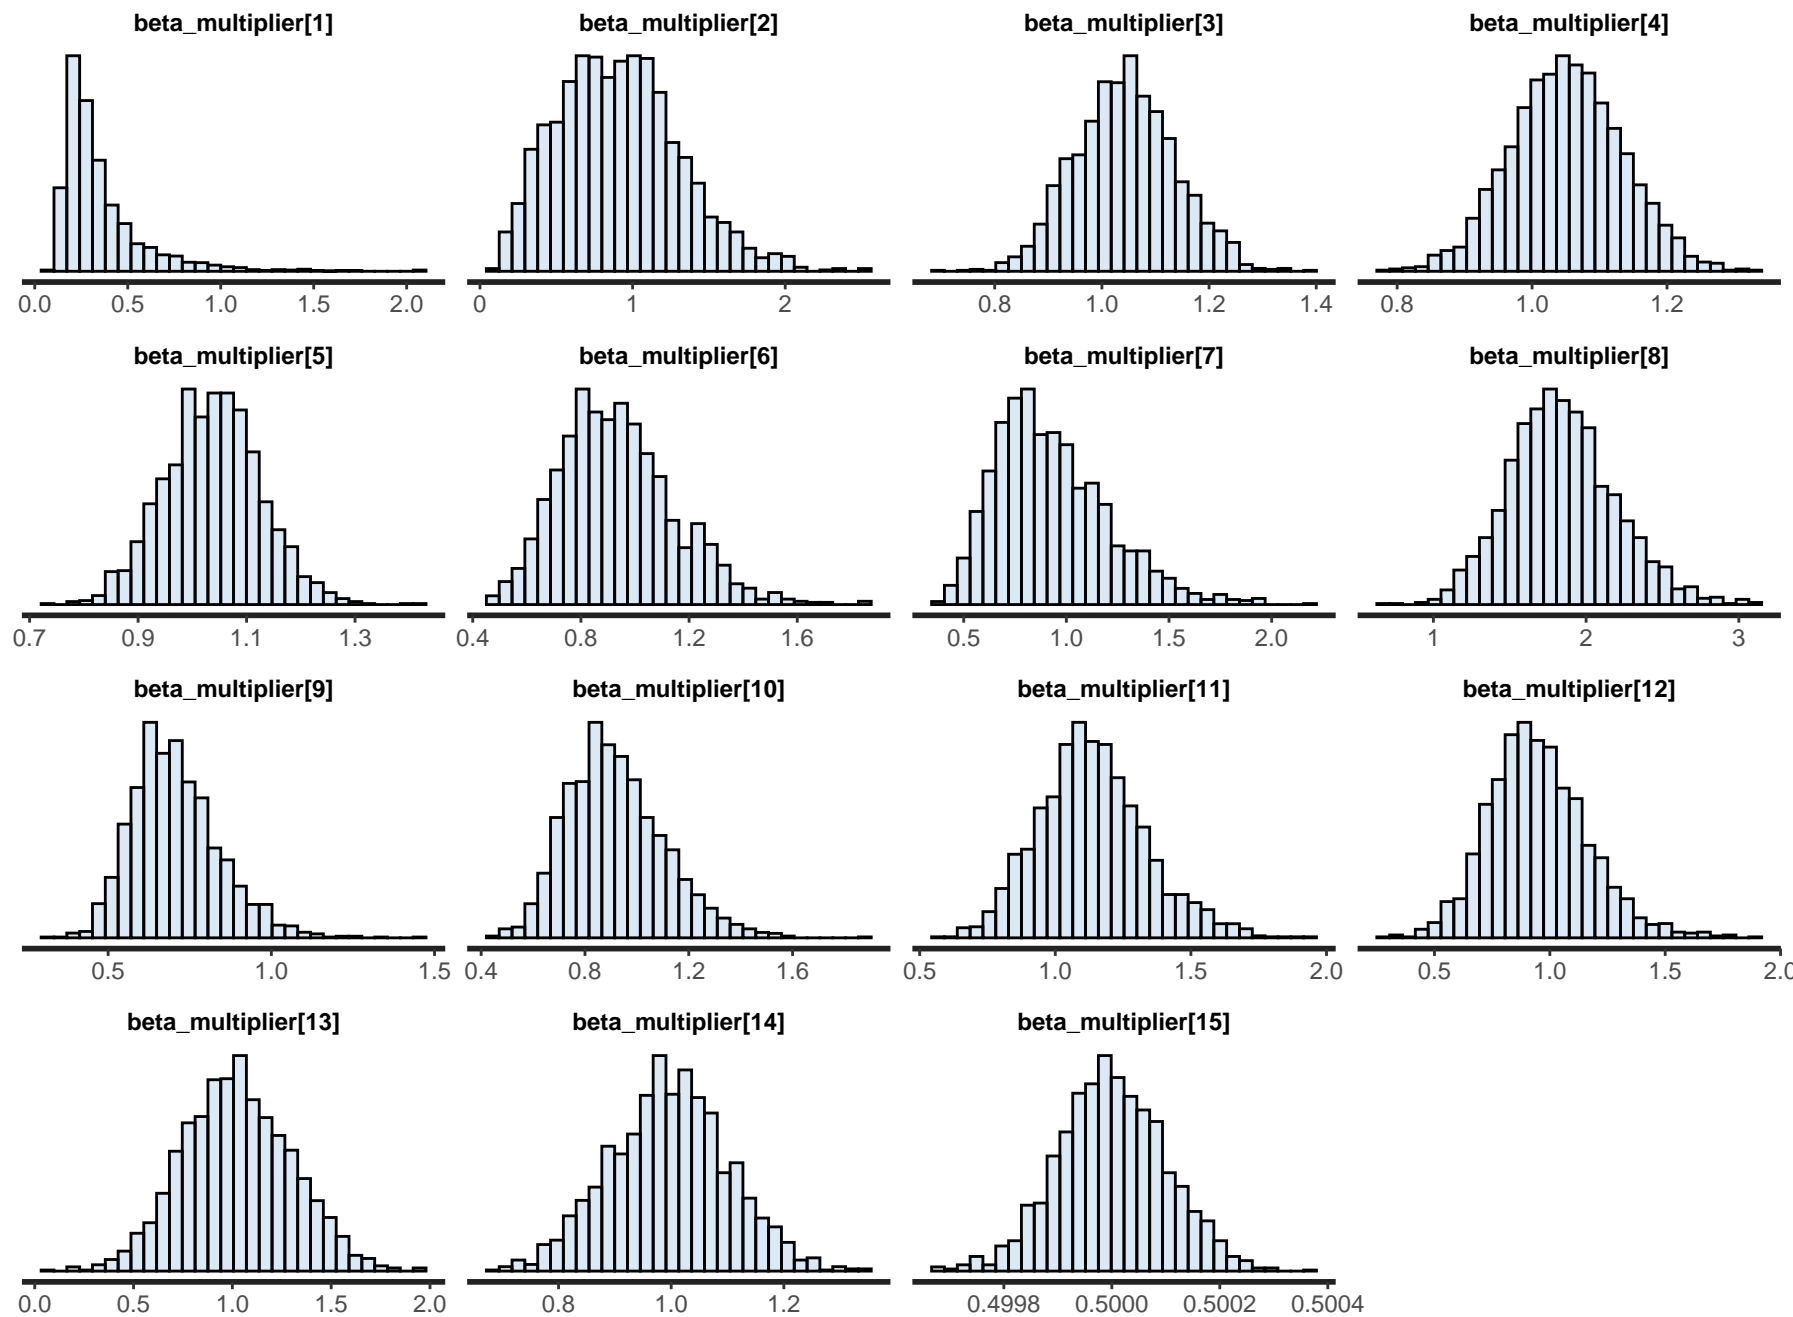 beta_multiplier[1] beta_multiplier[2] beta_multiplier[3] beta_multiplier[4]
0.0 0.5 1.0 1.5 2.0 0 1 2 0.8 1.0 1.2 1.4 0.8 1.0 1.2
beta_multiplier[5] beta_multiplier[6] beta_multiplier[7] beta_multiplier[8]
0.7 0.9 1.1 1.3 0.4 0.8 1.2 1.6 0.5 1.0 1.5 2.0 1 2 3
beta_multiplier[9] beta_multiplier[10] beta_multiplier[11] beta_multiplier[12]
0.5 1.0 1.5 0.4 0.8 1.2 1.6 0.5 1.0 1.5 2.0 0.5 1.0 1.5 2.0
beta_multiplier[13] beta_multiplier[14] beta_multiplier[15]
0.0 0.5 1.0 1.5 2.0 0.8 1.0 1.2 0.4998 0.5000 0.5002 0.5004